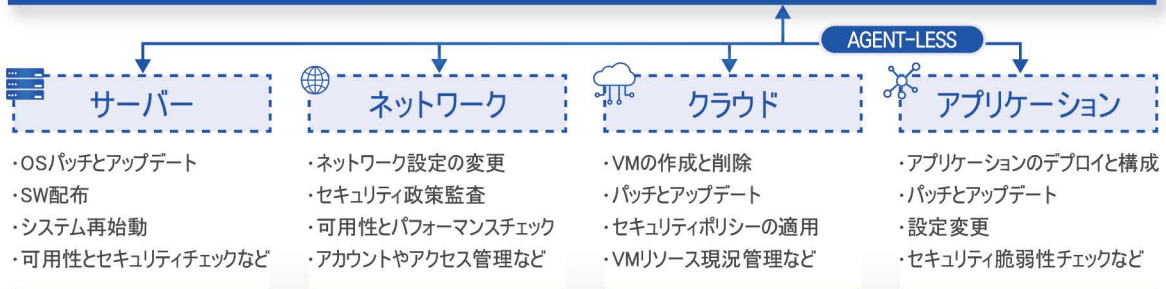 AGENT-LESS
サーバー
・OSパッチとアップデート
・SW配布
・システム再始動
・可用性とセキュリティチェックなど
ネットワーク
・ネットワーク設定の変更
・セキュリティ政策監査
・可用性とパフォーマンスチェック
・アカウントやアクセス管理など
クラウド
・VMの作成と削除
・パッチとアップデート
・セキュリティポリシーの適用
・VMリソース現況管理など
アプリケーション
・アプリケーションのデプロイと構成
・パッチとアップデート
・設定変更
・セキュリティ脆弱性チェックなど